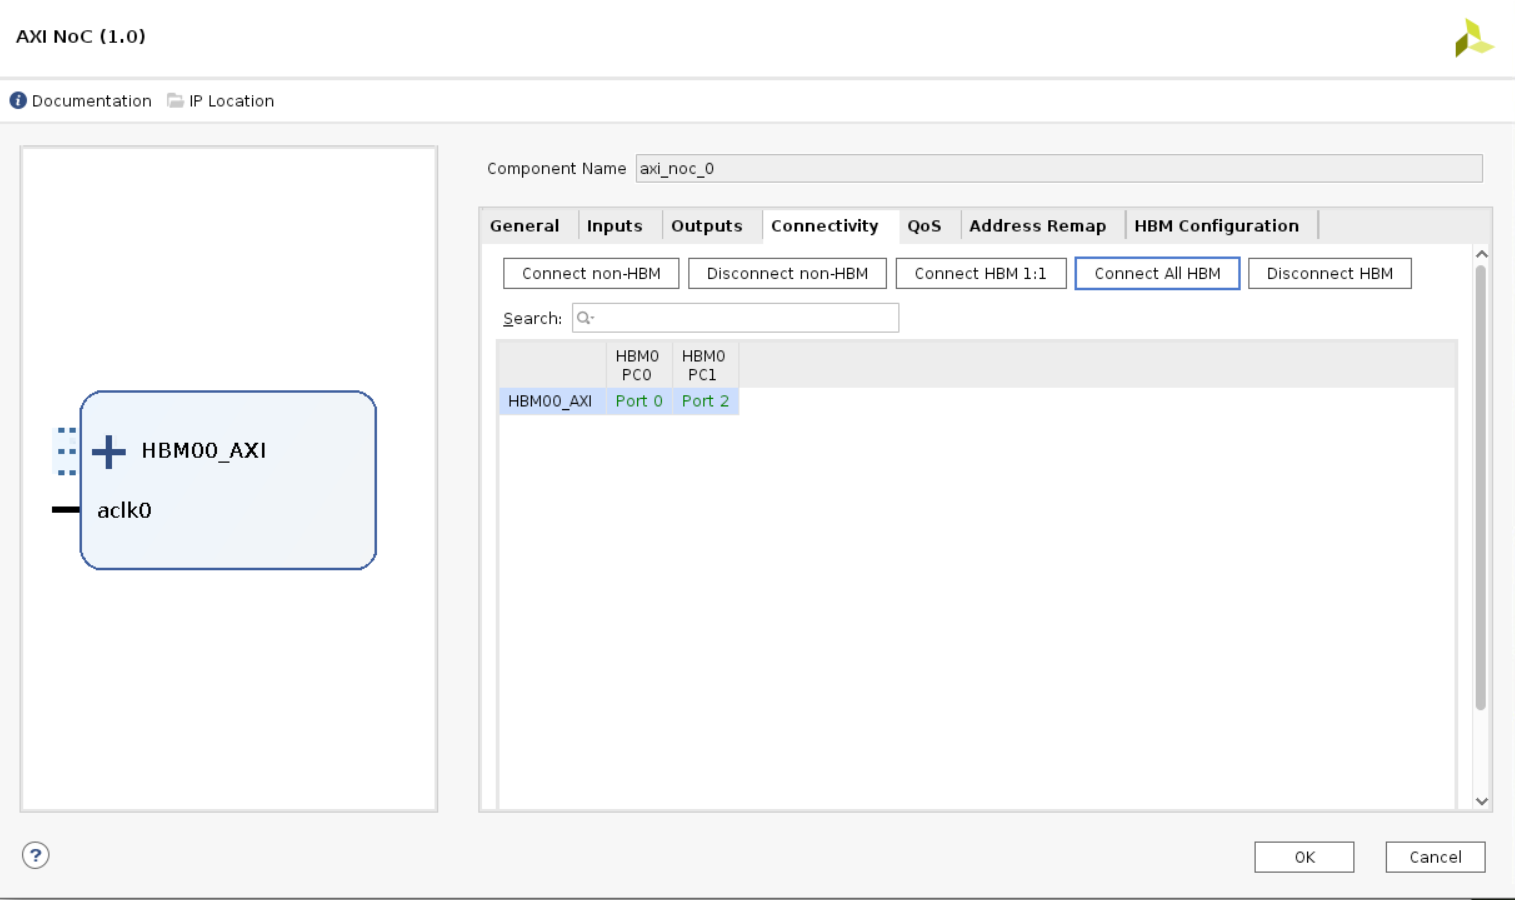 AXI NoC (1.0)
Documentation IP Location
HBM00_AXI
aclk0
Component Name axi_noc_0
General Inputs Outputs Connectivity QoS Address Remap HBM Configuration
Connect non-HBM Disconnect non-HBM Connect HBM 1:1 Connect All HBM Disconnect HBM
Search:
HBM0 HBM0
PC0 PC1
HBM00_AXI Port 0 Port 2
? OK Cancel